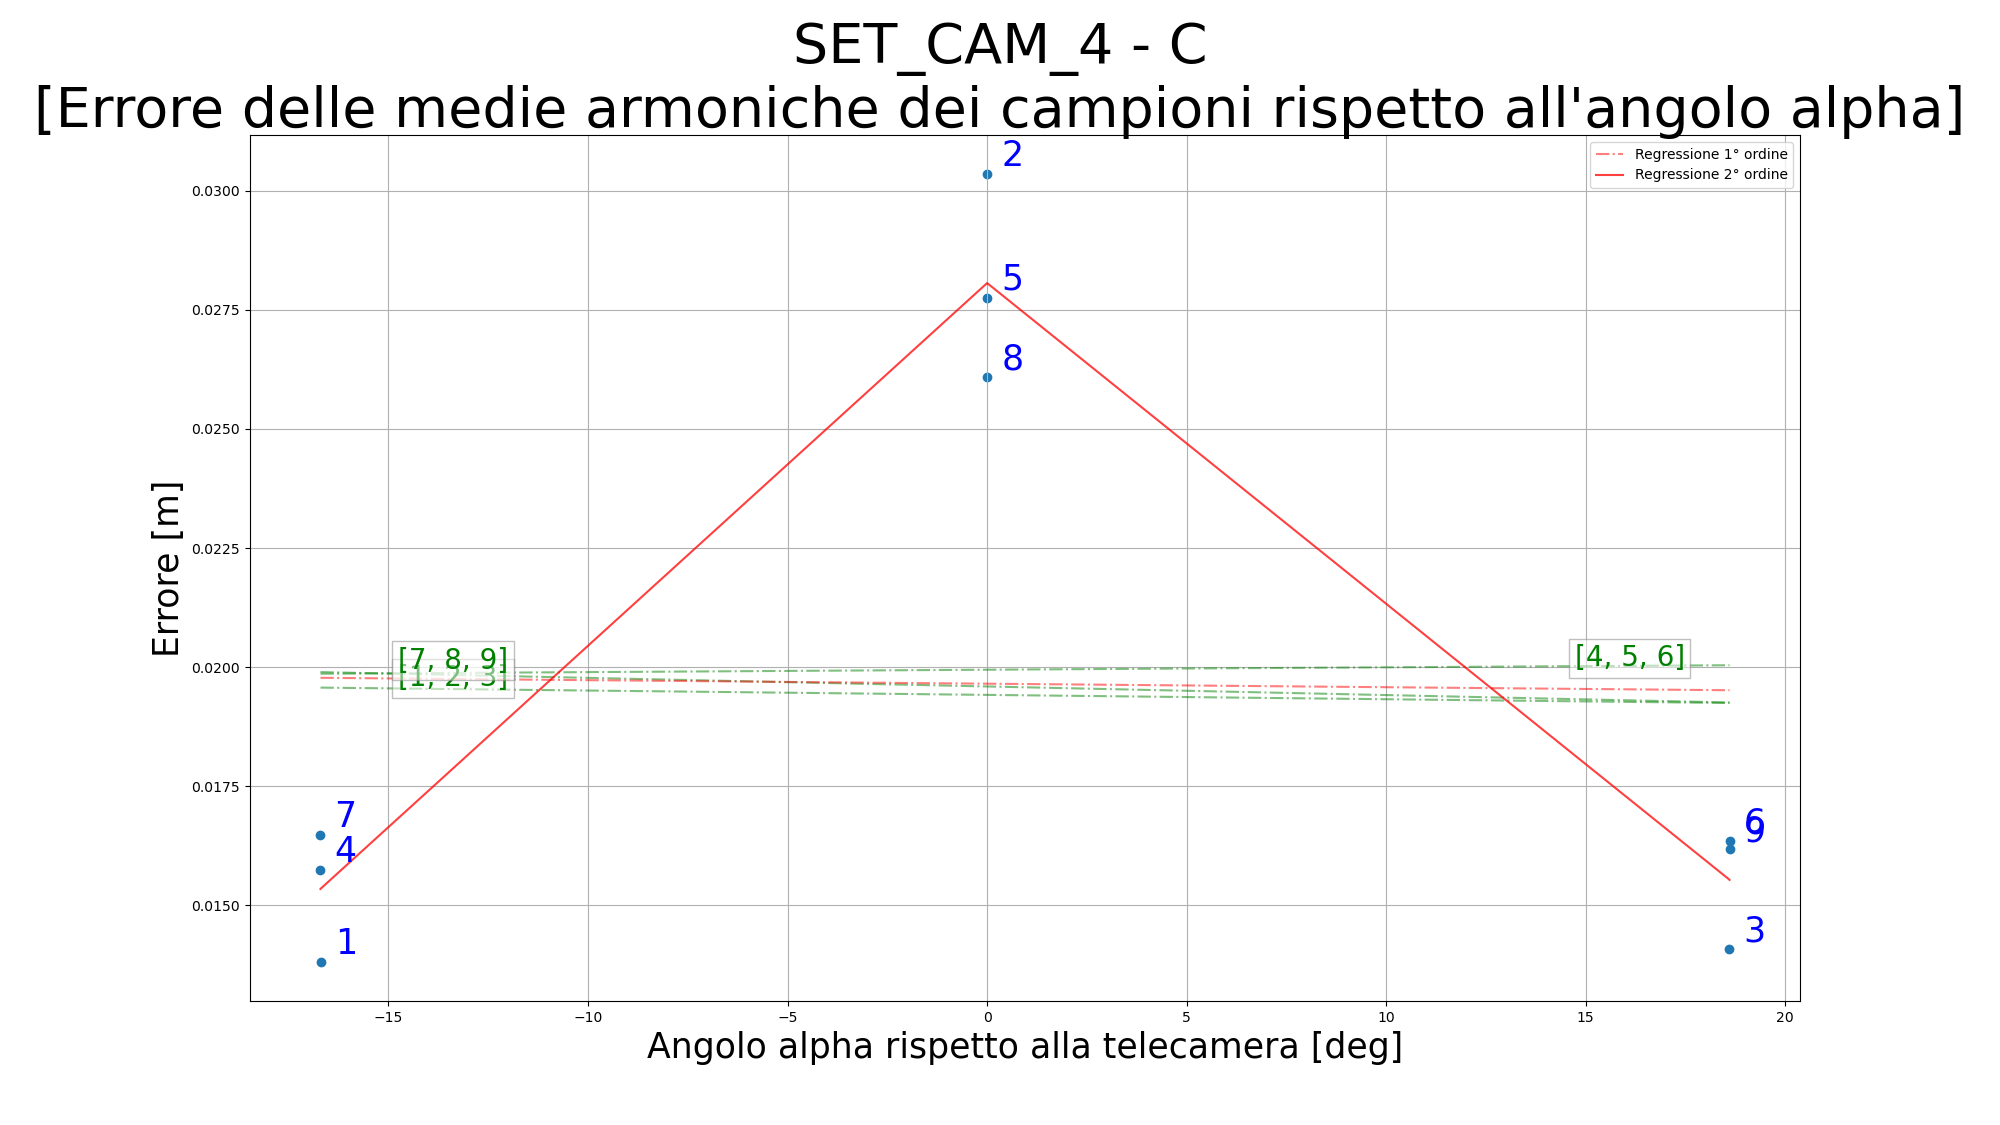 SET_CAM_4 - C
[Errore delle medie armoniche dei campioni rispetto all'angolo alpha]
Regressione 1° ordine
Regressione 2° ordine
2
0.0300
5
0.0275
8
0.0250
Errore [m]
0.0225
[7, 8, 9]
[4, 5, 6]
0.0200
[1, 2, 3]
0.0175
7
6
9
4
0.0150
3
1
−15
−10
−5
0
5
10
15
20
Angolo alpha rispetto alla telecamera [deg]